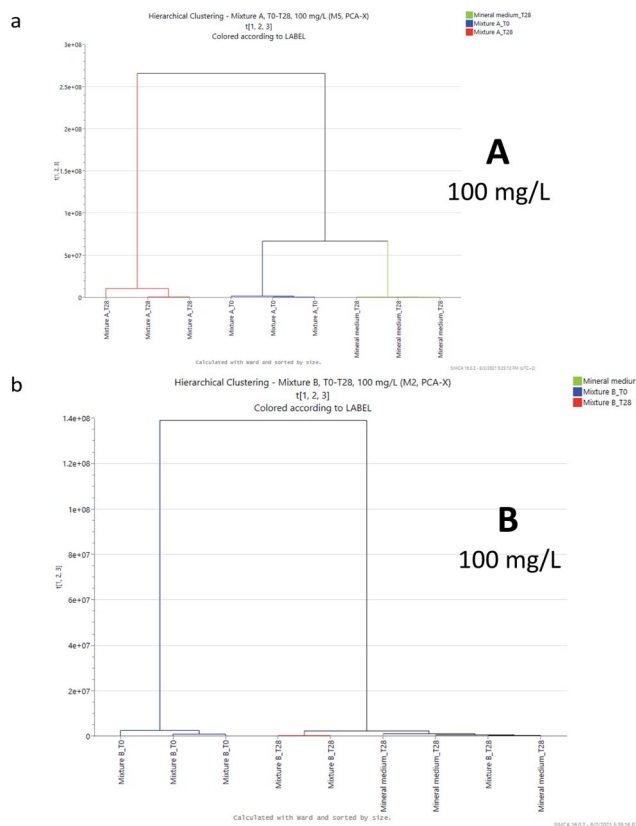 a
Hierarchical Clustering - Mixture A, T0-T28, 100 mg/L (M5, PCA-X)
t[1, 2, 3]
Colored according to LABEL
Mineral medium_T28
Mixture A_T0
Mixture A_T28
3e+08
2.5e+08
2e+08
1.5e+08
1e+08
5e+07
0
t[1, 2, 3]
A
100 mg/L
Mixture A_T28
Mixture A_T28
Mixture A_T28
Mixture A_T0
Mixture A_T0
Mixture A_T0
Mineral medium_T28
Mineral medium_T28
Mineral medium_T28
Calculated with Ward and sorted by size.
b
Hierarchical Clustering - Mixture B, T0-T28, 100 mg/L (M2, PCA-X)
t[1, 2, 3]
Colored according to LABEL
Mineral medium
Mixture B_T0
Mixture B_T28
1.4e+08
1.2e+08
1e+08
8e+07
6e+07
4e+07
2e+07
0
t[1, 2, 3]
B
100 mg/L
Mixture B_T0
Mixture B_T0
Mixture B_T0
Mixture B_T28
Mixture B_T28
Mineral medium_T28
Mineral medium_T28
Mixture B_T28
Mineral medium_T28
Calculated with Ward and sorted by size.